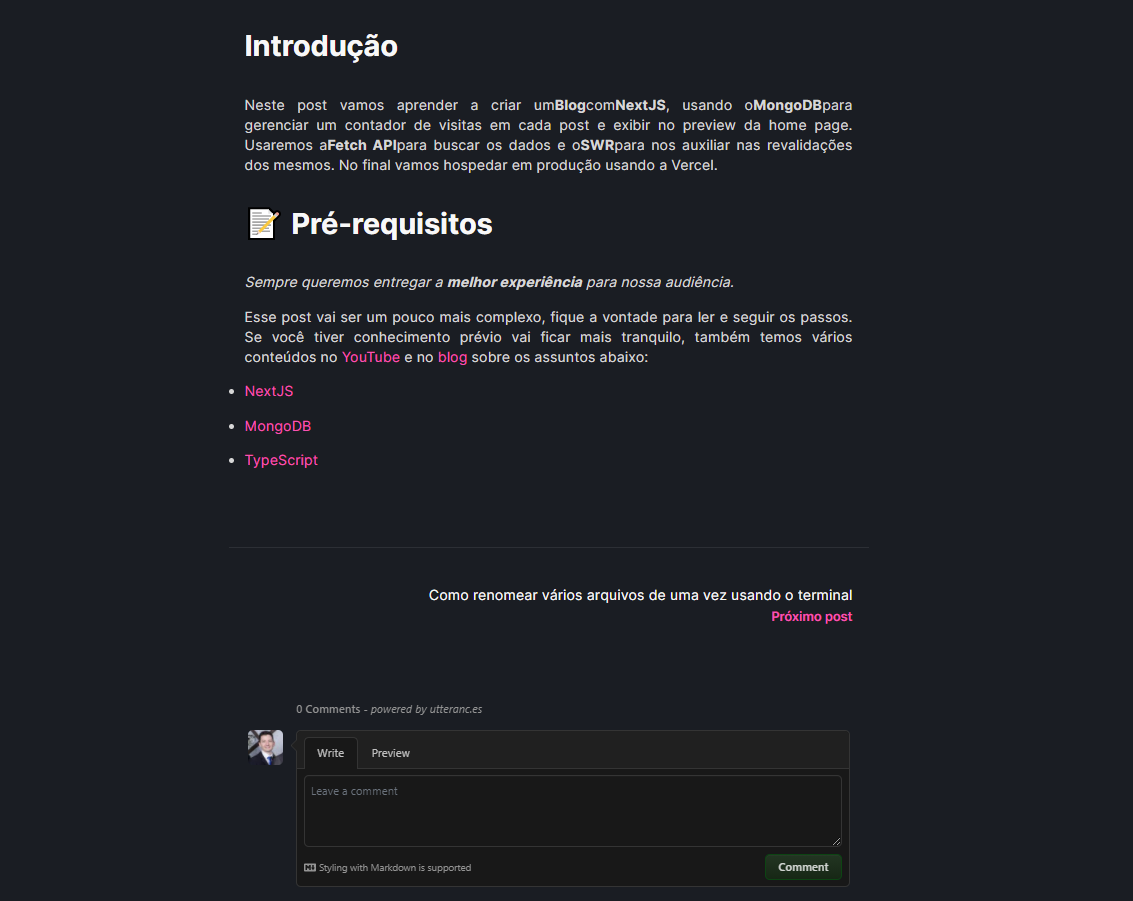 Introdução
Neste post vamos aprender a criar umBlogcomNextJS, usando oMongoDBpara
gerenciar um contador de visitas em cada post e exibir no preview da home page.
Usaremos aFetch APIpara buscar os dados e oSWRpara nos auxiliar nas revalidações
dos mesmos. No final vamos hospedar em produção usando a Vercel.
📝 Pré-requisitos
Sempre queremos entregar a melhor experiência para nossa audiência.
Esse post vai ser um pouco mais complexo, fique a vontade para ler e seguir os passos.
Se você tiver conhecimento prévio vai ficar mais tranquilo, também temos vários
conteúdos no YouTube e no blog sobre os assuntos abaixo:
• NextJS
• MongoDB
• TypeScript
Como renomear vários arquivos de uma vez usando o terminal
Próximo post
0 Comments - powered by utteranc.es
Write Preview
Leave a comment
Styling with Markdown is supported
Comment